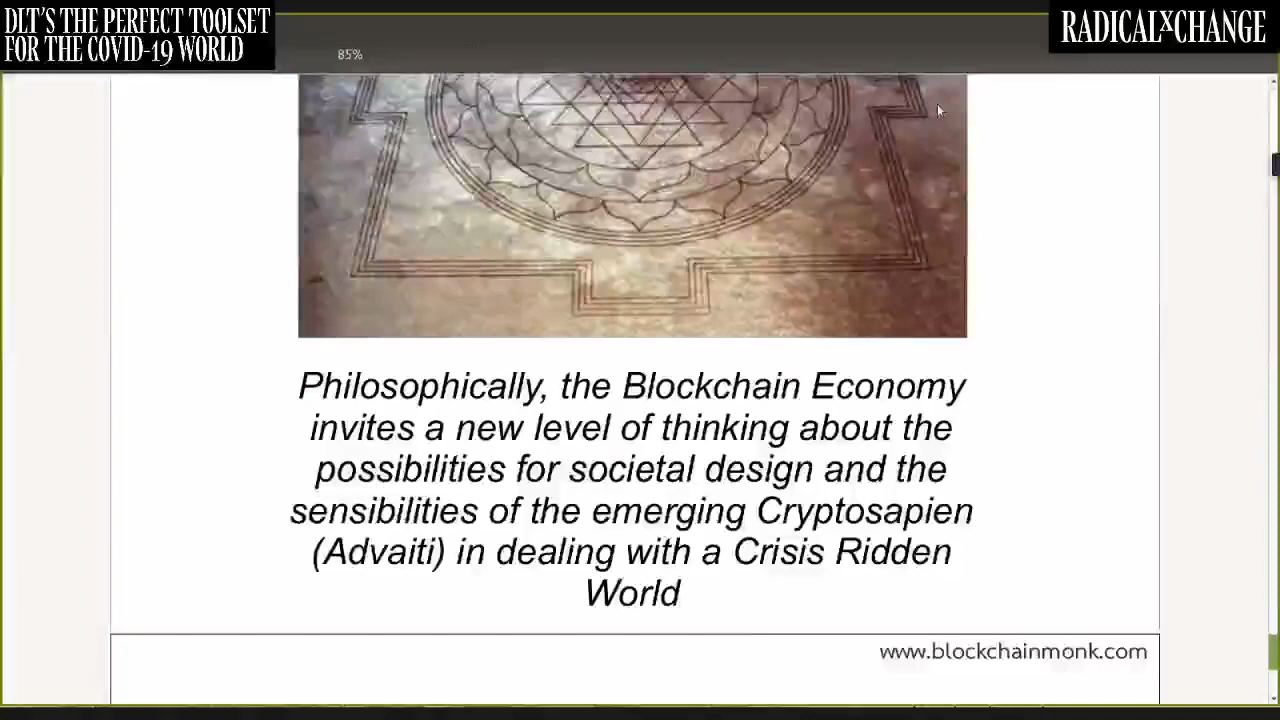 DLT'S THE PERFECT TOOLSET
FOR THE COVID-19 WORLD
RADICALXCHANGE
85%
Philosophically, the Blockchain Economy
invites a new level of thinking about the
possibilities for societal design and the
sensibilities of the emerging Cryptosapien
(Advaiti) in dealing with a Crisis Ridden
World
www.blockchainmonk.com